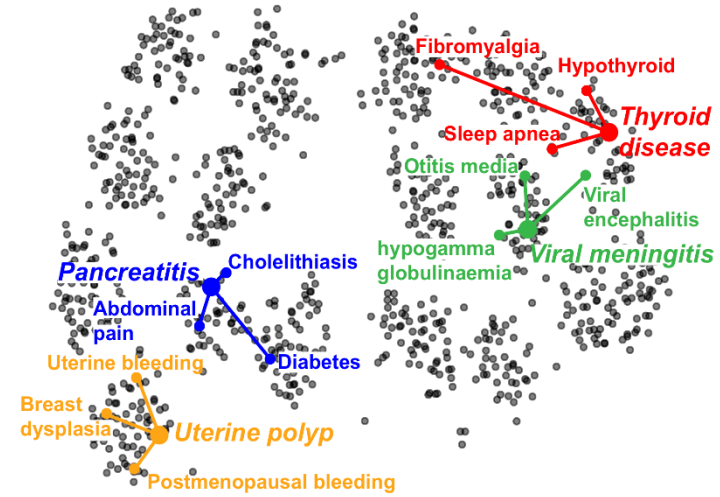 Fibromyalgia
Hypothyroid
Thyroid
disease
Sleep apnea
Otitis media
Viral
encephalitis
hypogamma
globulinaemia
Viral meningitis
Cholelithiasis
Pancreatitis
Abdominal
pain
Diabetes
Uterine bleeding
Breast
dysplasia
Uterine polyp
Postmenopausal bleeding